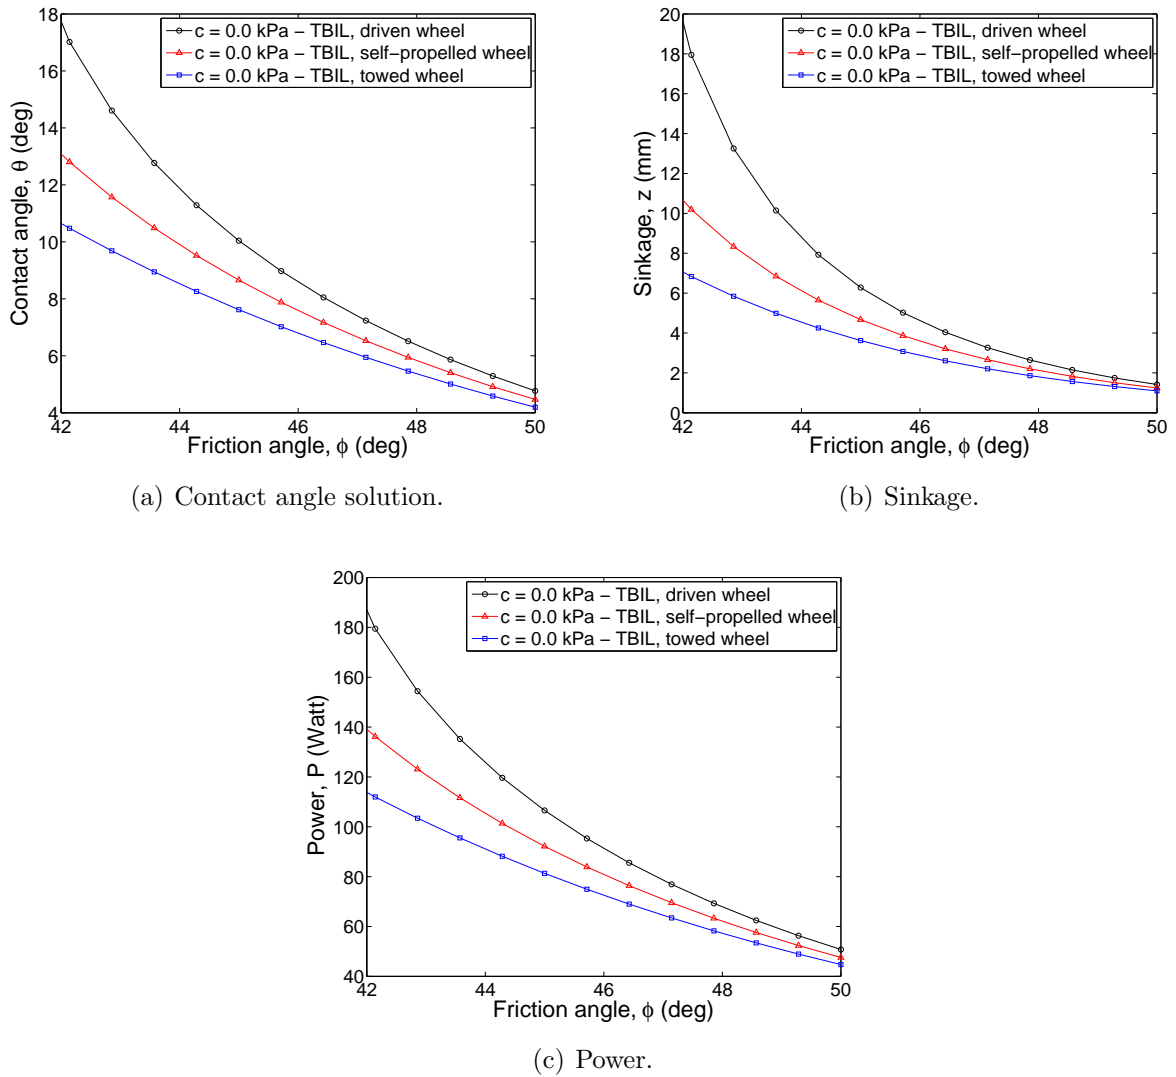 18
16
14
12
10
8
6
4
42
44
46
48
50
Contact angle, θ (deg)
Friction angle, ϕ (deg)
c = 0.0 kPa − TBIL, driven wheel
c = 0.0 kPa − TBIL, self−propelled wheel
c = 0.0 kPa − TBIL, towed wheel
(a) Contact angle solution.
20
18
16
14
12
10
8
6
4
2
0
42
44
46
48
50
Sinkage, z (mm)
Friction angle, ϕ (deg)
c = 0.0 kPa − TBIL, driven wheel
c = 0.0 kPa − TBIL, self−propelled wheel
c = 0.0 kPa − TBIL, towed wheel
(b) Sinkage.
200
180
160
140
120
100
80
60
40
42
44
46
48
50
Power, P (Watt)
Friction angle, ϕ (deg)
c = 0.0 kPa − TBIL, driven wheel
c = 0.0 kPa − TBIL, self−propelled wheel
c = 0.0 kPa − TBIL, towed wheel
(c) Power.